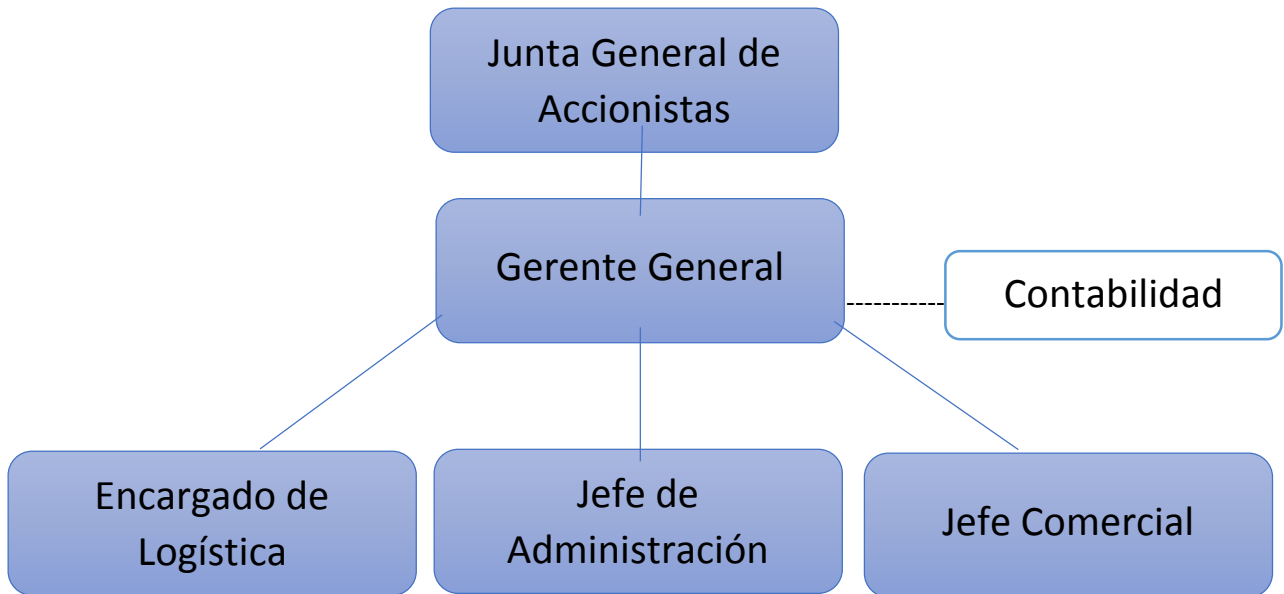 Junta General de
Accionistas
Gerente General
Contabilidad
Encargado de
Logística
Jefe de
Administración
Jefe Comercial